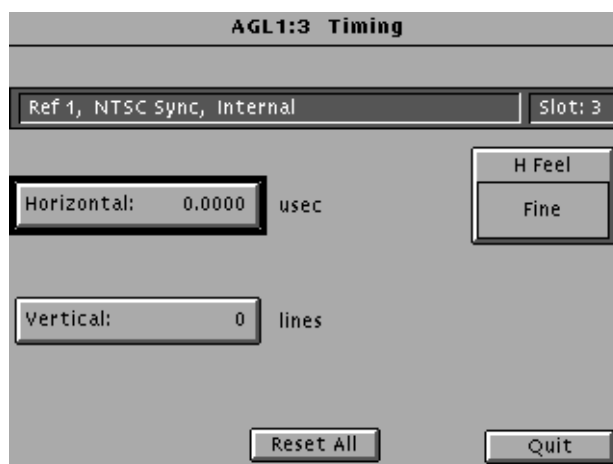 AGL1:3 Timing
Ref 1, NTSC Sync, Internal Slot: 3
H Feel
Horizontal: 0.0000 usec
Fine
Vertical: 0 lines
Reset All Quit